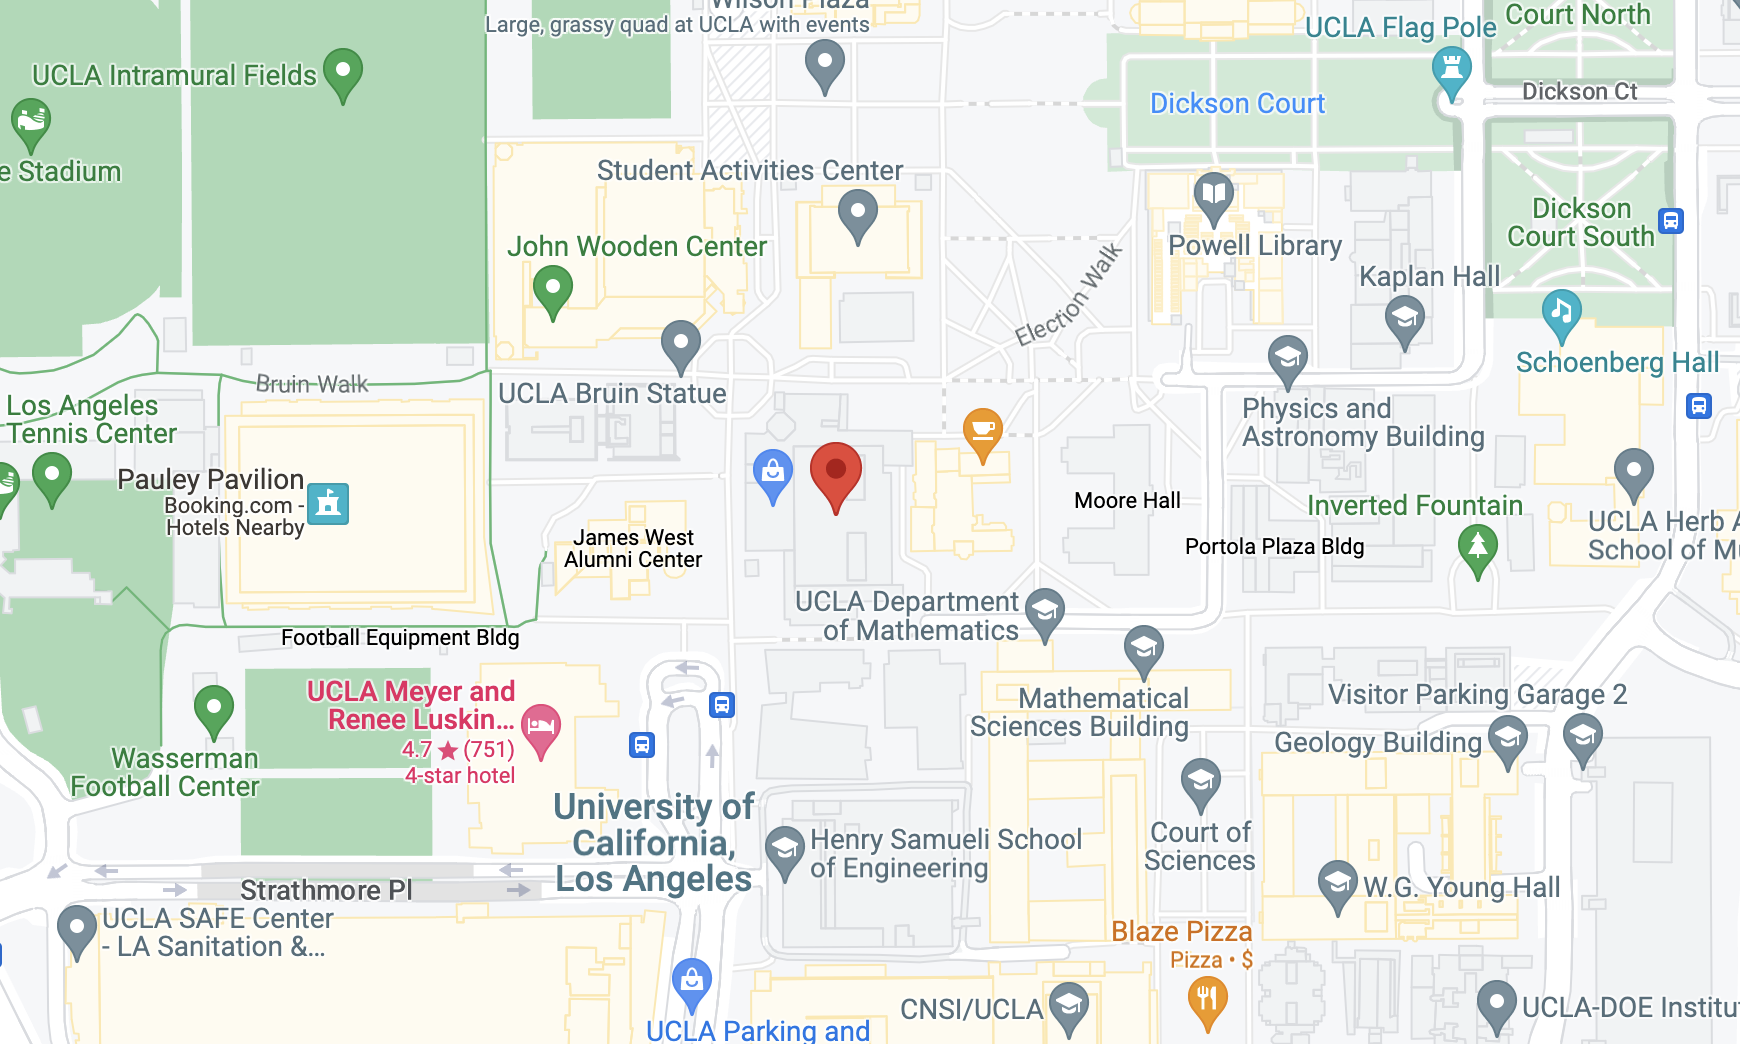 Wilson Plaza
Large, grassy quad at UCLA with events
Court North
UCLA Flag Pole
UCLA Intramural Fields
Dickson Court
Dickson Ct
e Stadium
Student Activities Center
Dickson
Court South
John Wooden Center
Powell Library
Election Walk
Kaplan Hall
Schoenberg Hall
Bruin Walk
UCLA Bruin Statue
Los Angeles
Tennis Center
Physics and
Astronomy Building
Pauley Pavilion
Booking.com -
Hotels Nearby
Moore Hall
Inverted Fountain
UCLA Herb A
School of Mu
James West
Alumni Center
Portola Plaza Bldg
UCLA Department
of Mathematics
Football Equipment Bldg
UCLA Meyer and
Renee Luskin...
4.7 ★ (751)
4-star hotel
Mathematical
Sciences Building
Visitor Parking Garage 2
Geology Building
Wasserman
Football Center
University of
California,
Los Angeles
Henry Samueli School
of Engineering
Court of
Sciences
Strathmore Pl
W.G. Young Hall
UCLA SAFE Center
- LA Sanitation &...
Blaze Pizza
Pizza • $
CNSI/UCLA
UCLA-DOE Institut
UCLA Parking and